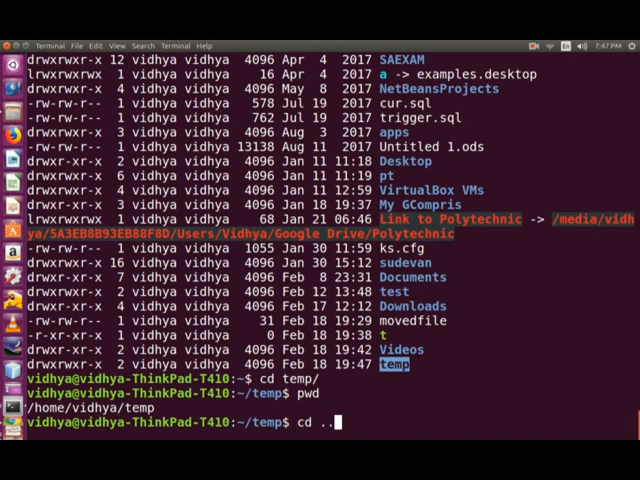 Terminal File Edit View Search Terminal Help En 7:47 PM
drwxrwxr-x 12 vidhya vidhya 4096 Apr 4 2017 SAEXAM
lrwxrwxrwx 1 vidhya vidhya 16 Apr 4 2017 a -> examples.desktop
drwxrwxr-x 4 vidhya vidhya 4096 May 8 2017 NetBeansProjects
-rw-rw-r-- 1 vidhya vidhya 578 Jul 19 2017 cur.sql
-rw-rw-r-- 1 vidhya vidhya 762 Jul 19 2017 trigger.sql
drwxrwxr-x 3 vidhya vidhya 4096 Aug 3 2017 apps
-rw-rw-r-- 1 vidhya vidhya 13138 Aug 11 2017 Untitled 1.ods
drwxr-xr-x 2 vidhya vidhya 4096 Jan 11 11:18 Desktop
drwxrwxr-x 6 vidhya vidhya 4096 Jan 11 11:19 pt
drwxrwxr-x 4 vidhya vidhya 4096 Jan 11 12:59 VirtualBox VMs
drwxrwxr-x 3 vidhya vidhya 4096 Jan 18 19:37 My GCompris
lrwxrwxrwx 1 vidhya vidhya 68 Jan 21 06:46 Link to Polytechnic -> /media/vidh
ya/5A3EB8B93EB88F8D/Users/Vidhya/Google Drive/Polytechnic
-rw-rw-r-- 1 vidhya vidhya 1055 Jan 30 11:59 ks.cfg
drwxrwxr-x 16 vidhya vidhya 4096 Jan 30 15:12 sudevan
drwxr-xr-x 7 vidhya vidhya 4096 Feb 8 23:31 Documents
drwxrwxr-x 2 vidhya vidhya 4096 Feb 12 13:48 test
drwxr-xr-x 4 vidhya vidhya 4096 Feb 17 12:12 Downloads
-rw-rw-r-- 1 vidhya vidhya 31 Feb 18 19:29 movedfile
-r-xr-xr-x 1 vidhya vidhya 0 Feb 18 19:38 t
drwxr-xr-x 2 vidhya vidhya 4096 Feb 18 19:42 Videos
drwxrwxr-x 2 vidhya vidhya 4096 Feb 18 19:47 temp
vidhya@vidhya-ThinkPad-T410:~$ cd temp/
vidhya@vidhya-ThinkPad-T410:~/temp$ pwd
/home/vidhya/temp
vidhya@vidhya-ThinkPad-T410:~/temp$ cd ..